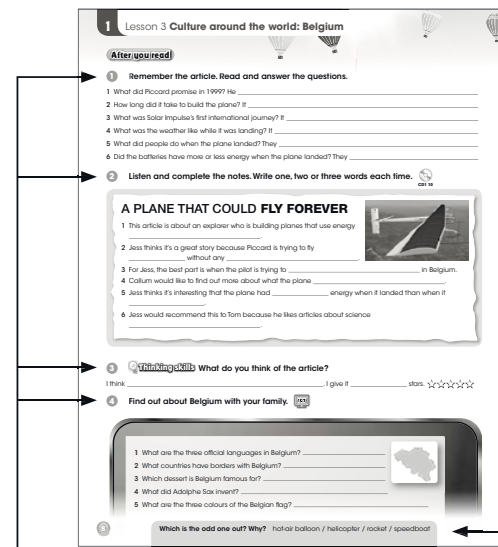 1 Lesson 3 Culture around the world: Belgium
After you read
1 Remember the article. Read and answer the questions.
1 What did Piccard promise in 1999? He
2 How long did it take to build the plane? It
3 What was Solar Impulse's first international journey? It
4 What was the weather like while it was landing? It
5 What did people do when the plane landed? They
6 Did the batteries have more or less energy when the plane landed? They
2 Listen and complete the notes. Write one, two or three words each time.
CD1 10
A PLANE THAT COULD FLY FOREVER
1 This article is about an explorer who is building planes that use energy
.
2 Jess thinks it's a great story because Piccard is trying to fly
without any .
3 For Jess, the best part is when the pilot is trying to in Belgium.
4 Callum would like to find out more about what the plane .
5 Jess thinks it's interesting that the plane had energy when it landed than when it
.
6 Jess would recommend this to Tom because he likes articles about science
.
3 Thinking skills What do you think of the article?
I think . I give it stars.
4 Find out about Belgium with your family.
1 What are the three official languages in Belgium?
2 What countries have borders with Belgium?
3 Which dessert is Belgium famous for?
4 What did Adolphe Sax invent?
5 What are the three colours of the Belgian flag?
Which is the odd one out? Why? hot-air balloon / helicopter / rocket / speedboat